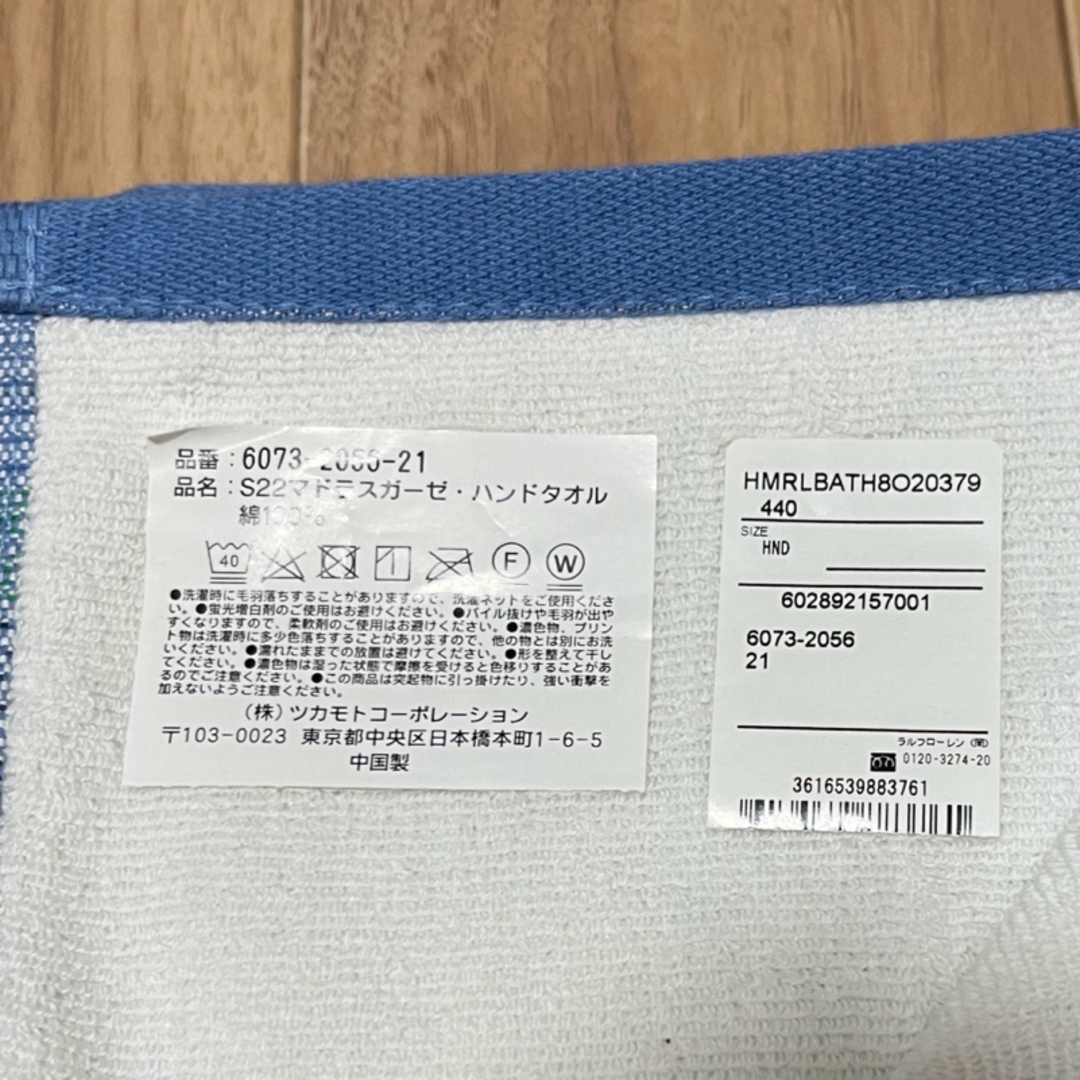 品番：6073-2056-21
品名：S22マドラスガーゼ・ハンドタオル
綿100%
40
F
W
●洗濯時に毛羽落ちすることがありますので、洗濯ネットをご使用くださ
い。●蛍光増白剤のご使用はお避けください。●パイル抜けや毛羽が出や
すくなりますので、柔軟剤のご使用はお避けください。●濃色物、プリン
ト物は洗濯時に多少色落ちすることがありますので、他の物とは別にお洗
いください。●濡れたままでの放置は避けてください。●形を整えて干し
てください。●濃色物は湿った状態で摩擦を受けると色移りすることがあ
るのでご注意ください。●この商品は突起物に引っ掛けたり、強い衝撃を
加えないようご注意ください。
(株)ツカモトコーポレーション
〒103-0023 東京都中央区日本橋本町1-6-5
中国製
HMRLBATH8O20379
440
SIZE
HND
602892157001
6073-2056
21
ラルフローレン
0120-3274-20
3616539883761